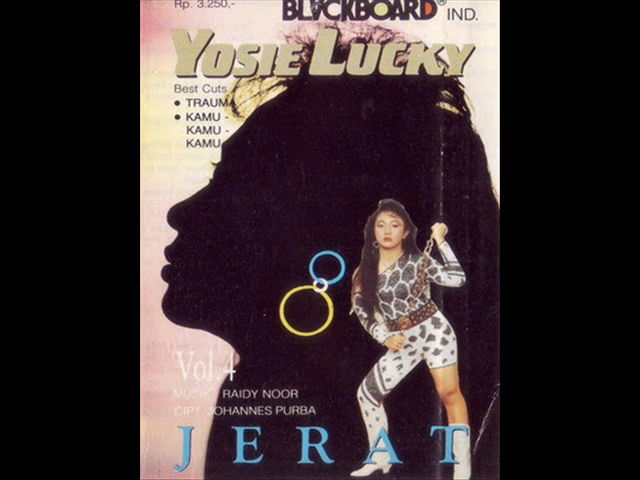 Rp. 3.250,-
BLACKBOARD® IND.
YOSIE LUCKY
Best Cuts
• TRAUMA
• KAMU -
KAMU -
KAMU
Vol. 4
MUSIK : RAIDY NOOR
CIPT. JOHANNES PURBA
JERAT